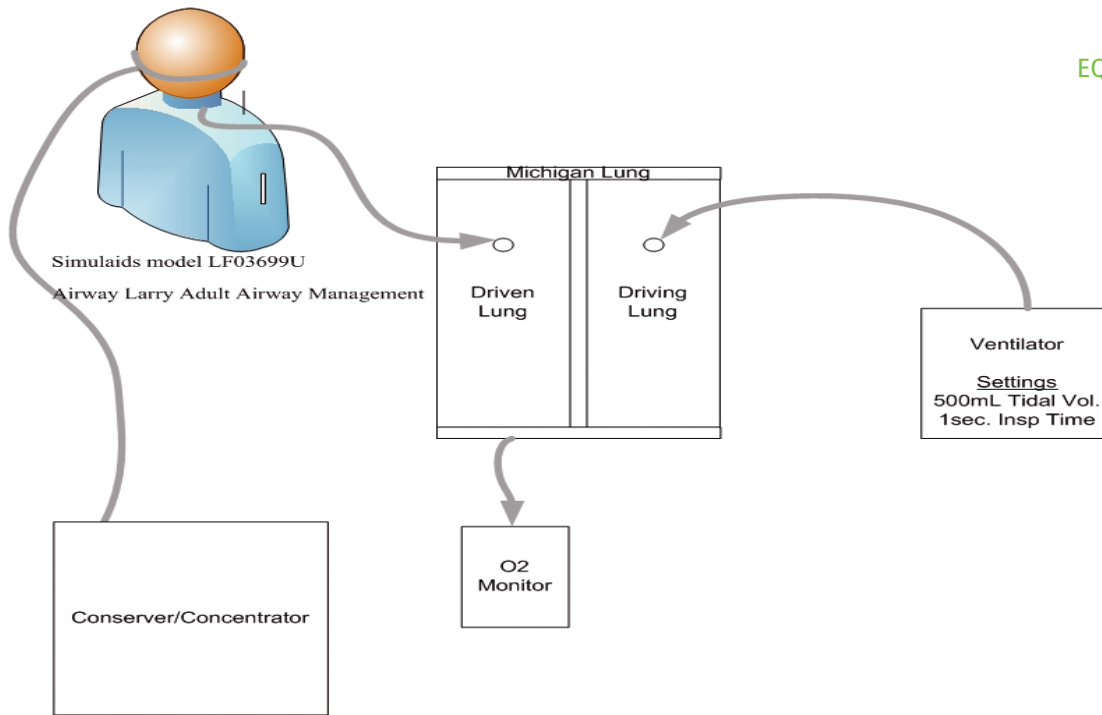 EQ
Michigan Lung
Simulaids model LF03699U
Airway Larry Adult Airway Management
Driven
Lung
Driving
Lung
Ventilator
Settings
500mL Tidal Vol.
1sec. Insp Time
O2
Monitor
Conserver/Concentrator